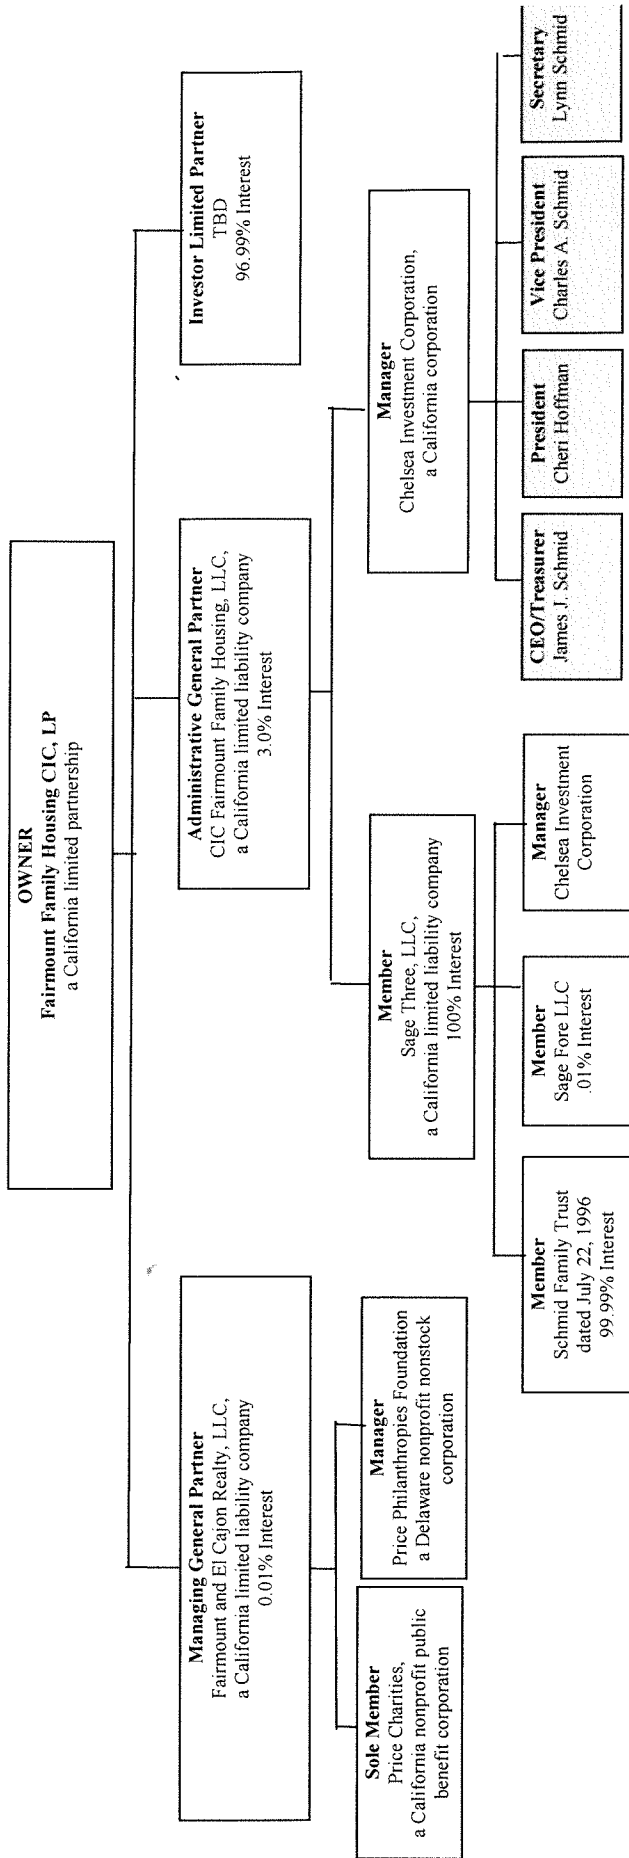 OWNER
Fairmount Family Housing CIC, LP
a California limited partnership
Managing General Partner
Fairmount and El Cajon Realty, LLC,
a California limited liability company
0.01% Interest
Administrative General Partner
CIC Fairmount Family Housing, LLC,
a California limited liability company
3.0% Interest
Investor Limited Partner
TBD
96.99% Interest
Sole Member
Price Charities,
a California nonprofit public
benefit corporation
Manager
Price Philanthropies Foundation
a Delaware nonprofit nonstock
corporation
Member
Sage Three, LLC,
a California limited liability company
100% Interest
Manager
Chelsea Investment Corporation,
a California corporation
Member
Schmid Family Trust
dated July 22, 1996
99.99% Interest
Member
Sage Fore LLC
.01% Interest
Manager
Chelsea Investment
Corporation
CEO/Treasurer
James J. Schmid
President
Cheri Hoffman
Vice President
Charles A. Schmid
Secretary
Lynn Schmid